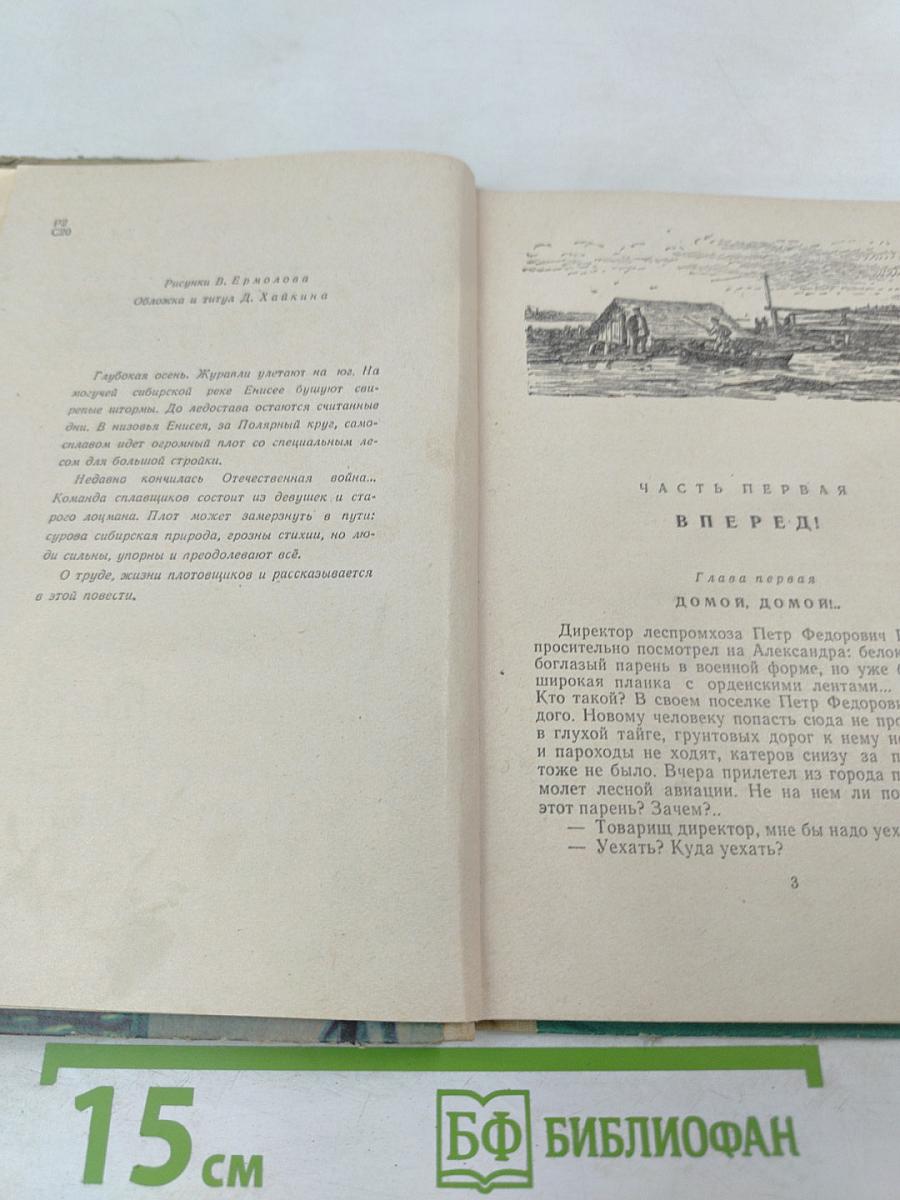 Р2
С20
Рисунки В. Ермолова
Обложка и титул Д. Хайкина
Глубокая осень. Журавли улетают на юг. На
могучей сибирской реке Енисее бушуют сви-
репые штормы. До ледостава остаются считанные
дни. В низовья Енисея, за Полярный круг, само-
сплавом идет огромный плот со специальным ле-
сом для большой стройки.
Недавно кончилась Отечественная война...
Команда сплавщиков состоит из девушек и ста-
рого лоцмана. Плот может замерзнуть в пути:
сурова сибирская природа, грозны стихии, но лю-
ди сильны, упорны и преодолевают всё.
О труде, жизни плотовщиков и рассказывается
в этой повести.
ЧАСТЬ ПЕРВАЯ
ВПЕРЕД!
Глава первая
ДОМОЙ, ДОМОЙ!..
Директор леспромхоза Петр Федорович
просительно посмотрел на Александра: белок
боглазый парень в военной форме, но уже б
широкая планка с орденскими лентами...
Кто такой? В своем поселке Петр Федорови
дого. Новому человеку попасть сюда не про
в глухой тайге, грунтовых дорог к нему не
и пароходы не ходят, катеров снизу за п
тоже не было. Вчера прилетел из города п
молет лесной авиации. Не на нем ли по
этот парень? Зачем?..
— Товарищ директор, мне бы надо уех
— Уехать? Куда уехать?
3
15 см
БФ БИБЛИОФАН